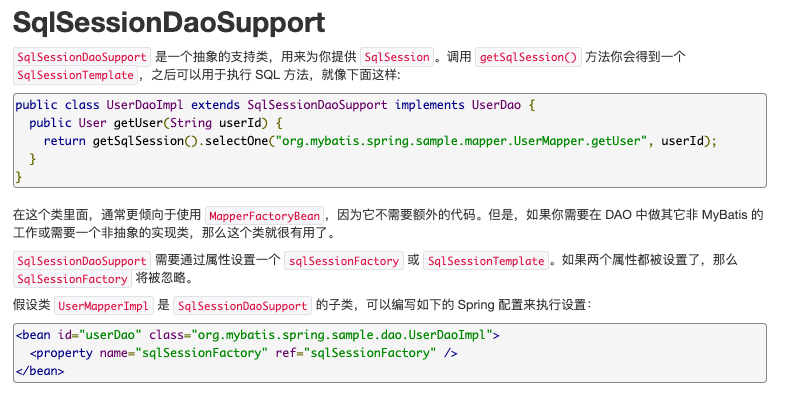 SqlSessionDaoSupport
SqlSessionDaoSupport 是一个抽象的支持类，用来为你提供 SqlSession。调用 getSqlSession() 方法你会得到一个
SqlSessionTemplate，之后可以用于执行 SQL 方法，就像下面这样:
public class UserDaoImpl extends SqlSessionDaoSupport implements UserDao {
  public User getUser(String userId) {
    return getSqlSession().selectOne("org.mybatis.spring.sample.mapper.UserMapper.getUser", userId);
  }
}
在这个类里面，通常更倾向于使用 MapperFactoryBean，因为它不需要额外的代码。但是，如果你需要在 DAO 中做其它非 MyBatis 的
工作或需要一个非抽象的实现类，那么这个类就很有用了。
SqlSessionDaoSupport 需要通过属性设置一个 sqlSessionFactory 或 SqlSessionTemplate。如果两个属性都被设置了，那么
SqlSessionFactory 将被忽略。
假设类 UserMapperImpl 是 SqlSessionDaoSupport 的子类，可以编写如下的 Spring 配置来执行设置：
<bean id="userDao" class="org.mybatis.spring.sample.dao.UserDaoImpl">
  <property name="sqlSessionFactory" ref="sqlSessionFactory" />
</bean>